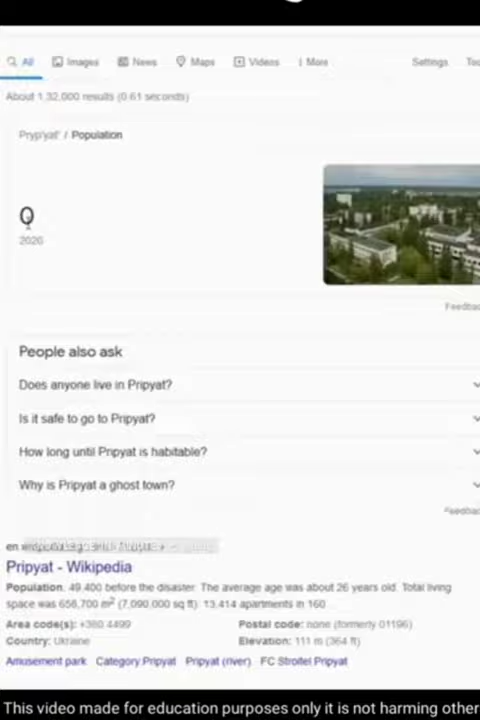 All Images News Maps Videos More Settings
About 1,32,000 results (0.61 seconds)
Pryp'yat' / Population
0
2020
People also ask
Does anyone live in Pripyat?
Is it safe to go to Pripyat?
How long until Pripyat is habitable?
Why is Pripyat a ghost town?
Pripyat - Wikipedia
Population: 49,400 before the disaster. The average age was about 26 years old. Total living
space was 658,700 m² (7,090,000 sq ft): 13,414 apartments in 160
Area code(s): +380 4499 Postal code: none (formerly 01196)
Country: Ukraine Elevation: 111 m (364 ft)
Amusement park Category:Pripyat Pripyat (river) FC Stroitel Pripyat
This video made for education purposes only it is not harming other